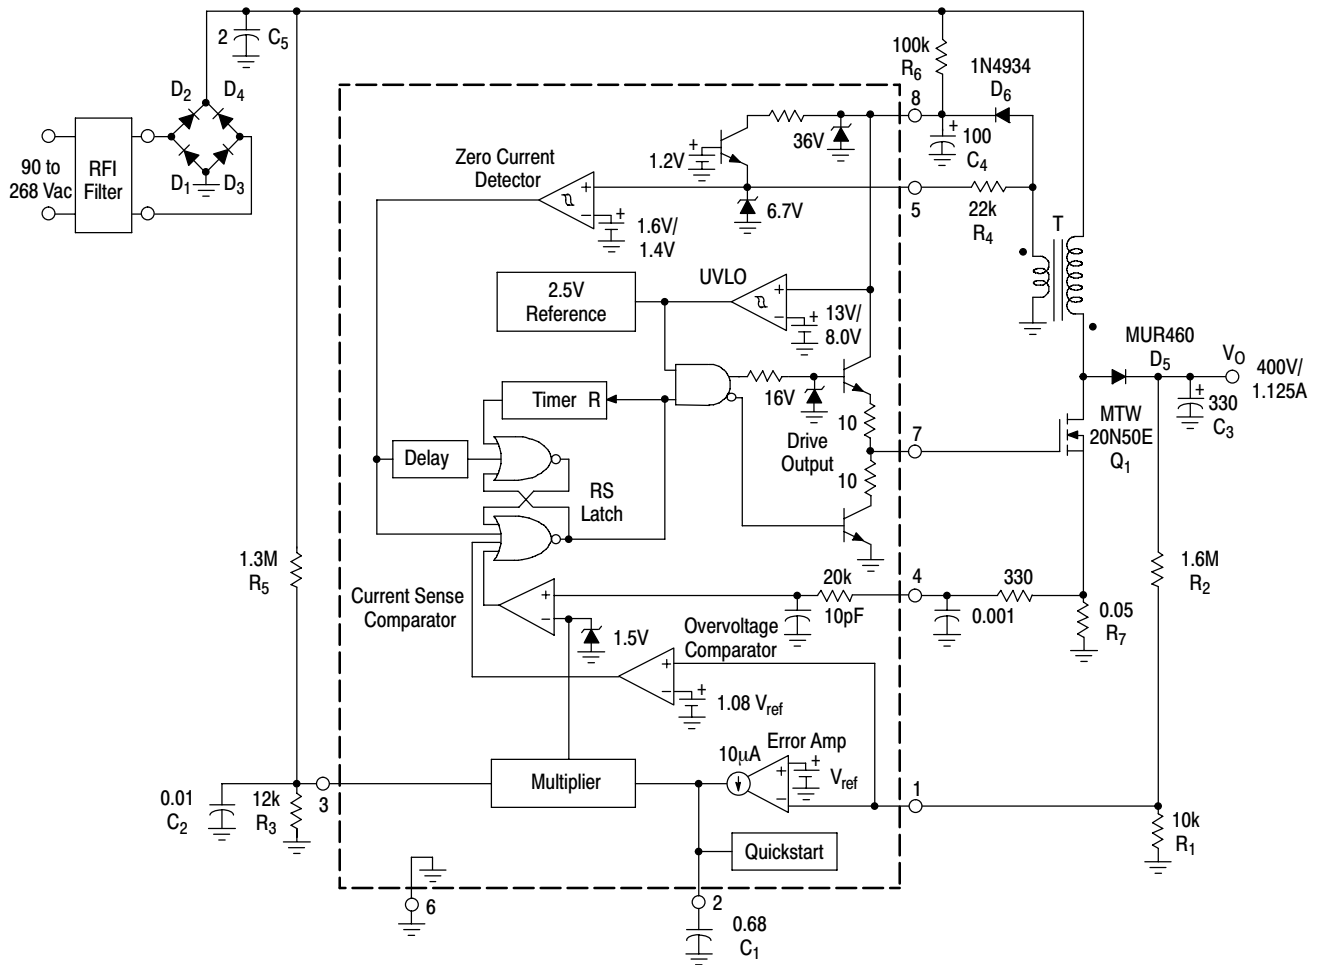 2
C5
D2
D4
D1
D3
90 to
268 Vac
RFI
Filter
100k
R6
1N4934
D6
8
100
C4
36V
1.2V
Zero Current
Detector
+
−
+
1.6V/
1.4V
6.7V
5
22k
R4
T
UVLO
2.5V
Reference
+
−
+
13V/
8.0V
MUR460
D5
VO
400V/
1.125A
+
330
C3
Timer R
16V
10
Drive
Output
10
7
MTW
20N50E
Q1
Delay
RS
Latch
1.3M
R5
1.6M
R2
20k
10pF
4
330
0.001
0.05
R7
Current Sense
Comparator
+
−
1.5V
Overvoltage
Comparator
+
−
+
1.08 Vref
Error Amp
10μA
+
−
+
Vref
1
Multiplier
3
0.01
C2
12k
R3
10k
R1
Quickstart
6
2
0.68
C1